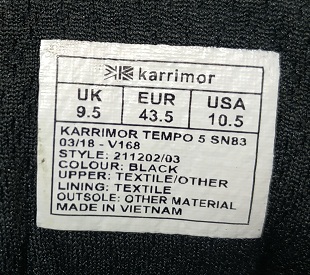 karrimor
UK EUR USA
9.5 43.5 10.5
KARRIMOR TEMPO 5 SN83
03/18 - V168
STYLE: 211202/03
COLOUR: BLACK
UPPER: TEXTILE/OTHER
LINING: TEXTILE
OUTSOLE: OTHER MATERIAL
MADE IN VIETNAM